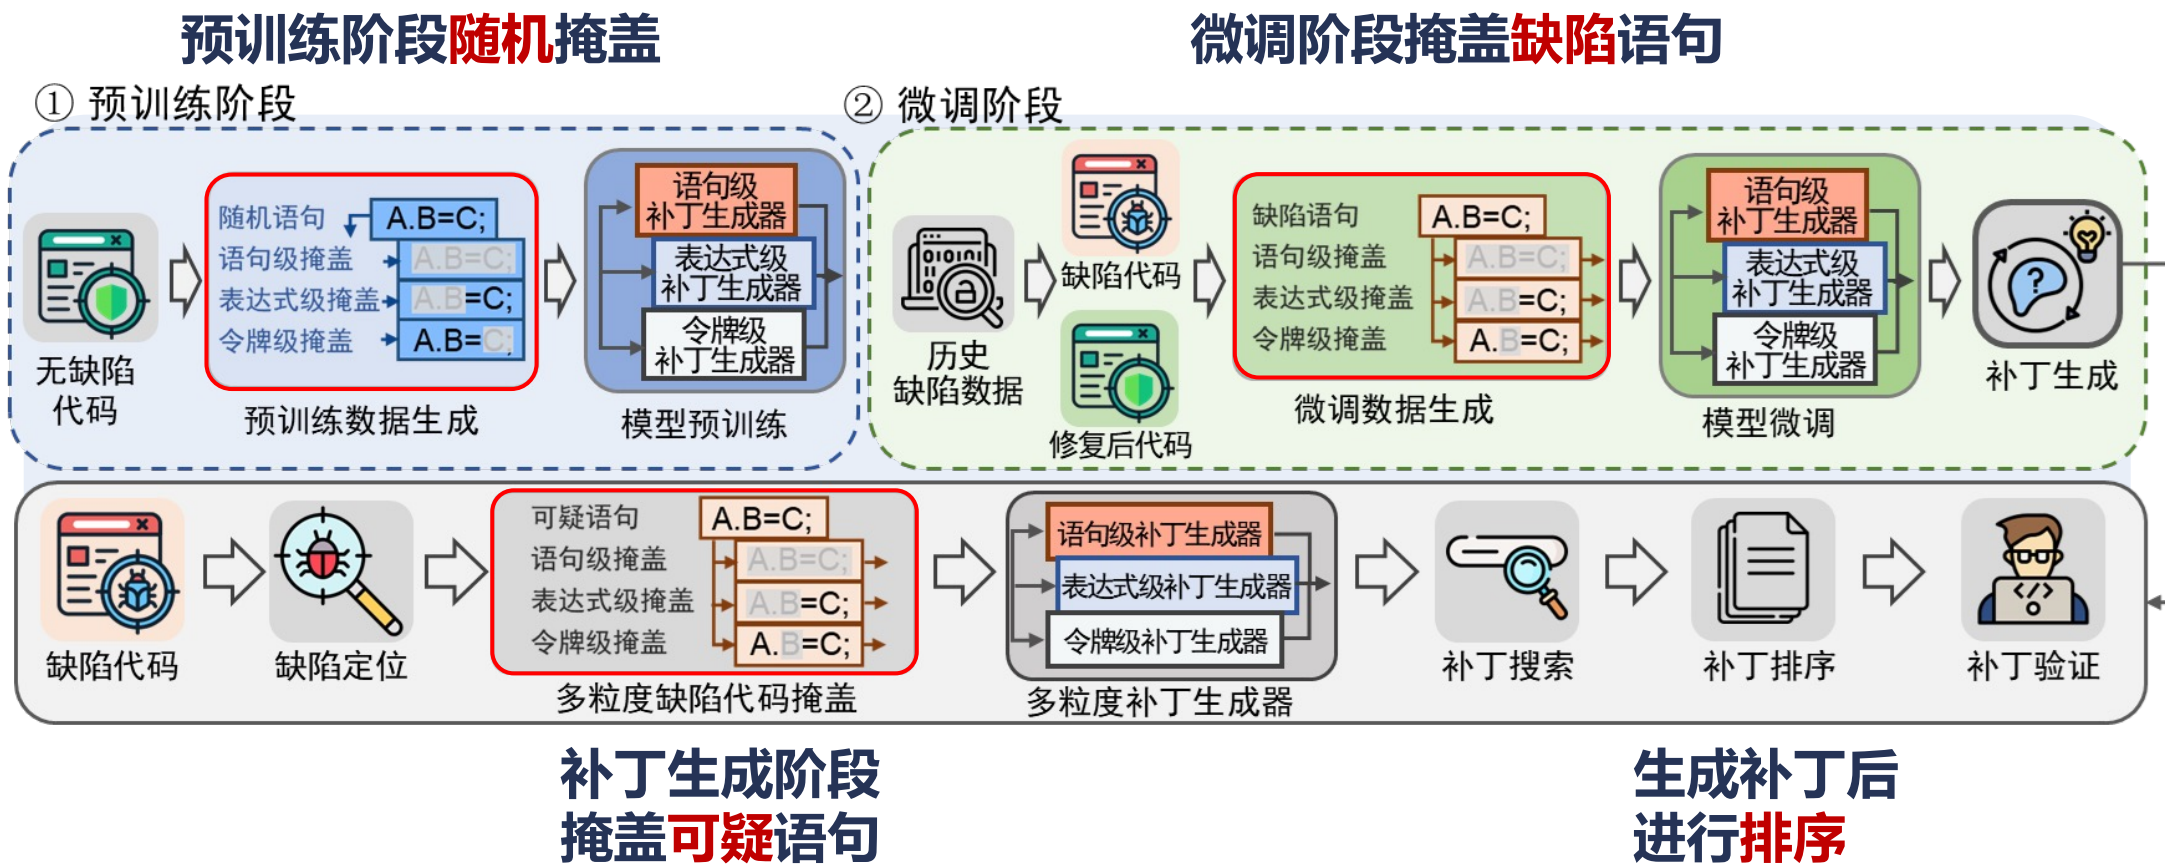 预训练阶段随机掩盖
微调阶段掩盖缺陷语句
① 预训练阶段
② 微调阶段
无缺陷
代码
随机语句
A.B=C;
语句级掩盖
A.B=C;
表达式级掩盖
A.B=C;
令牌级掩盖
A.B=C;
预训练数据生成
语句级
补丁生成器
表达式级
补丁生成器
令牌级
补丁生成器
模型预训练
历史
缺陷数据
缺陷代码
修复后代码
缺陷语句
A.B=C;
语句级掩盖
A.B=C;
表达式级掩盖
A.B=C;
令牌级掩盖
A.B=C;
微调数据生成
语句级
补丁生成器
表达式级
补丁生成器
令牌级
补丁生成器
模型微调
?
补丁生成
缺陷代码
缺陷定位
可疑语句
A.B=C;
语句级掩盖
A.B=C;
表达式级掩盖
A.B=C;
令牌级掩盖
A.B=C;
多粒度缺陷代码掩盖
语句级补丁生成器
表达式级补丁生成器
令牌级补丁生成器
多粒度补丁生成器
补丁搜索
补丁排序
</>
补丁验证
补丁生成阶段
掩盖可疑语句
生成补丁后
进行排序